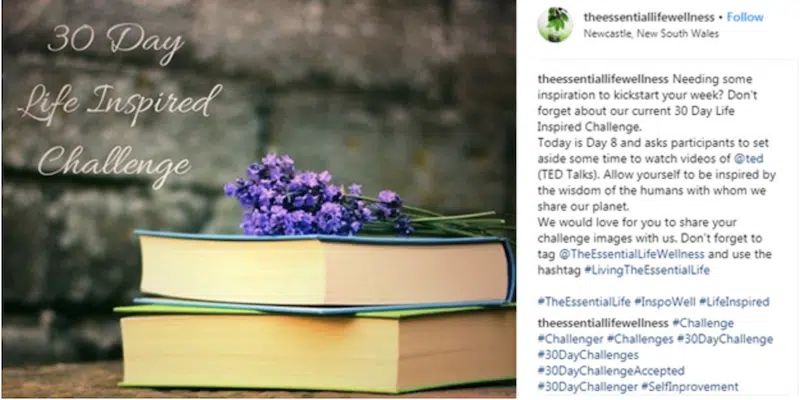 30 Day
Life Inspired
Challenge
theessentiallifewellness • Follow
Newcastle, New South Wales
theessentiallifewellness Needing some
inspiration to kickstart your week? Don't
forget about our current 30 Day Life
Inspired Challenge.
Today is Day 8 and asks participants to set
aside some time to watch videos of @ted
(TED Talks). Allow yourself to be inspired by
the wisdom of the humans with whom we
share our planet.
We would love for you to share your
challenge images with us. Don't forget to
tag @TheEssentialLifeWellness and use the
hashtag #LivingTheEssentialLife
#TheEssentialLife #InspoWell #LifeInspired
theessentiallifewellness #Challenge
#Challenger #Challenges #30DayChallenge
#30DayChallenges
#30DayChallengeAccepted
#30DayChallenger #SelfInprovement